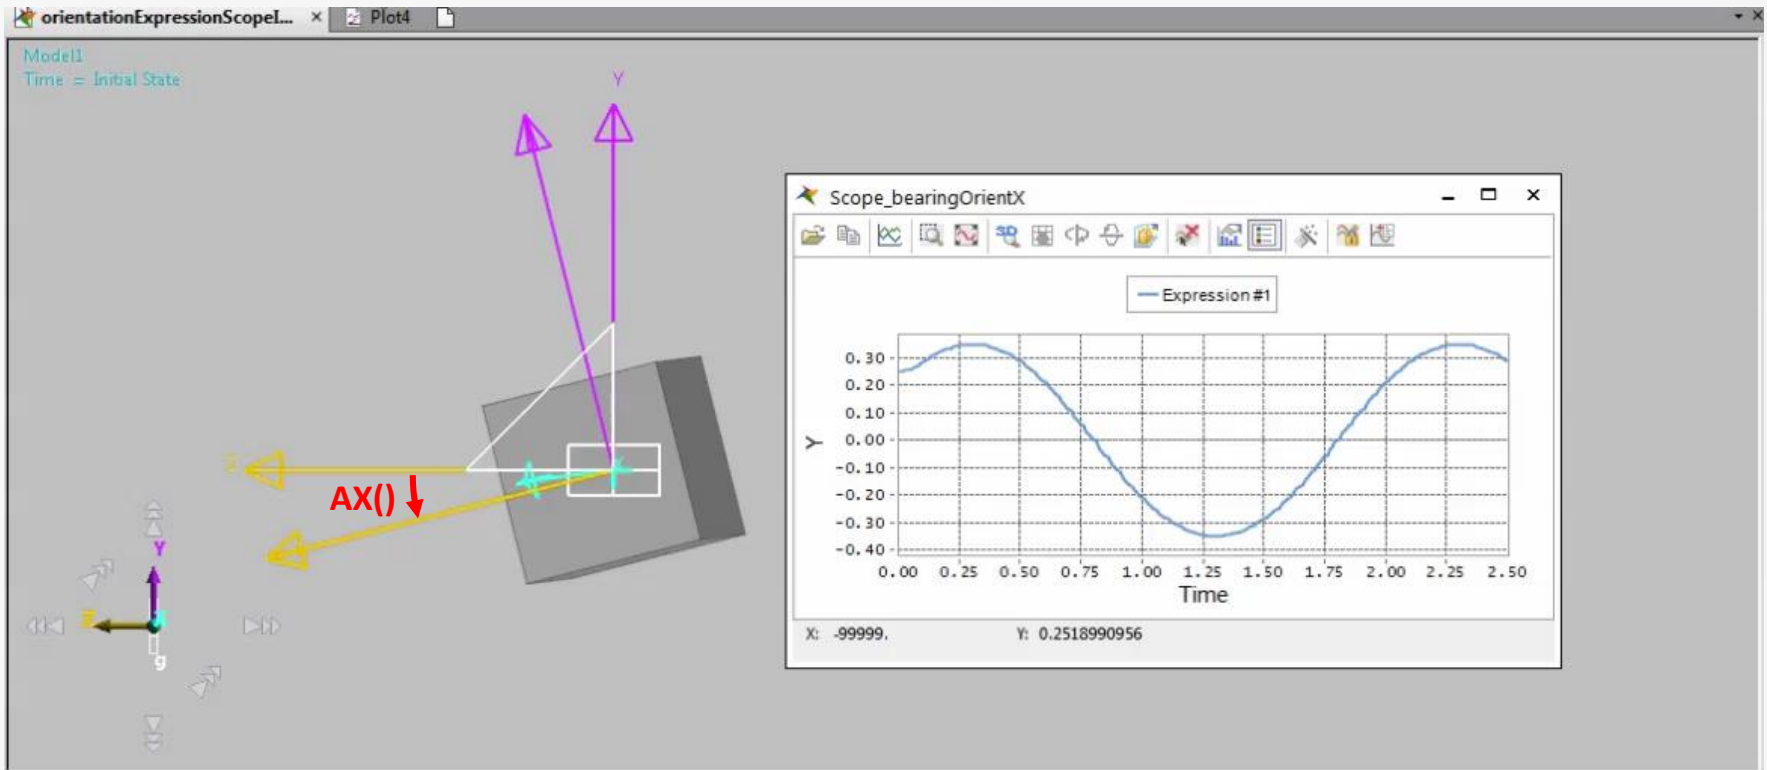 orientationExpressionScopeI... ×
Plot4
Model1
Time = Initial State
Y
AX()
Y
g
Scope_bearingOrientX
3D
Expression #1
0.30
0.20
0.10
0.00
-0.10
-0.20
-0.30
-0.40
Y
0.00 0.25 0.50 0.75 1.00 1.25 1.50 1.75 2.00 2.25 2.50
Time
X: -99999. Y: 0.2518990956